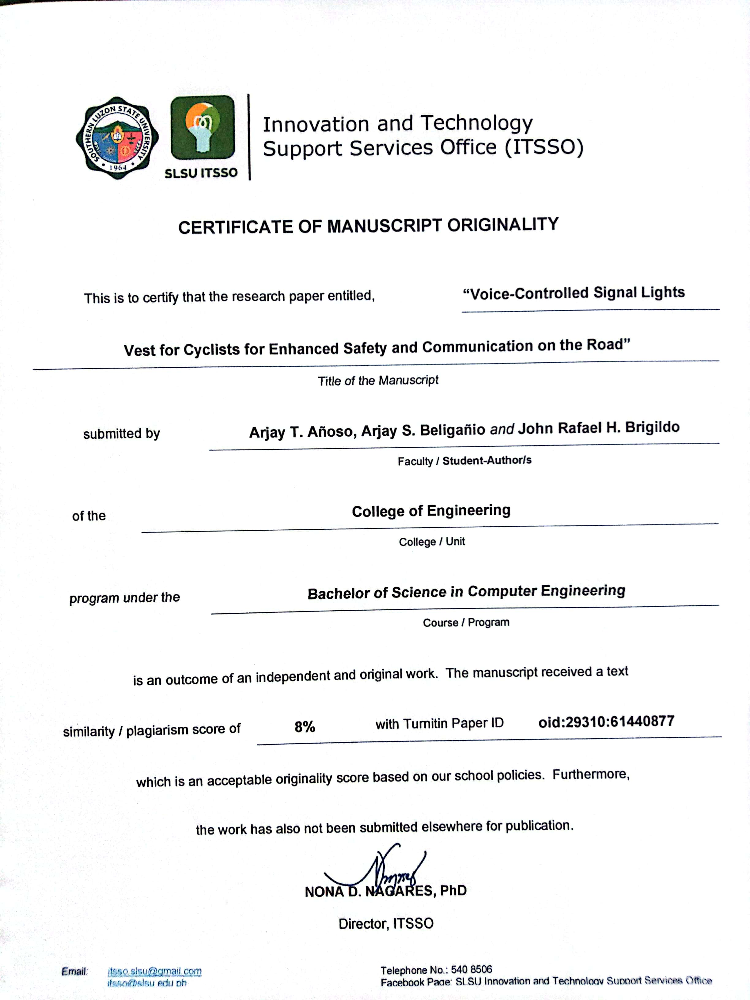 SOUTHERN LUZON STATE UNIVERSITY
1964
SLSU ITSSO
Innovation and Technology
Support Services Office (ITSSO)
CERTIFICATE OF MANUSCRIPT ORIGINALITY
This is to certify that the research paper entitled, “Voice-Controlled Signal Lights
Vest for Cyclists for Enhanced Safety and Communication on the Road”
Title of the Manuscript
submitted by Arjay T. Añoso, Arjay S. Beligañio and John Rafael H. Brigildo
Faculty / Student-Author/s
of the College of Engineering
College / Unit
program under the Bachelor of Science in Computer Engineering
Course / Program
is an outcome of an independent and original work. The manuscript received a text
similarity / plagiarism score of 8% with Turnitin Paper ID oid:29310:61440877
which is an acceptable originality score based on our school policies. Furthermore,
the work has also not been submitted elsewhere for publication.
NONA D. NAGARES, PhD
Director, ITSSO
Email: itsso.slsu@gmail.com Telephone No.: 540 8506
itsso@slsu.edu.ph Facebook Page: SLSU Innovation and Technology Support Services Office